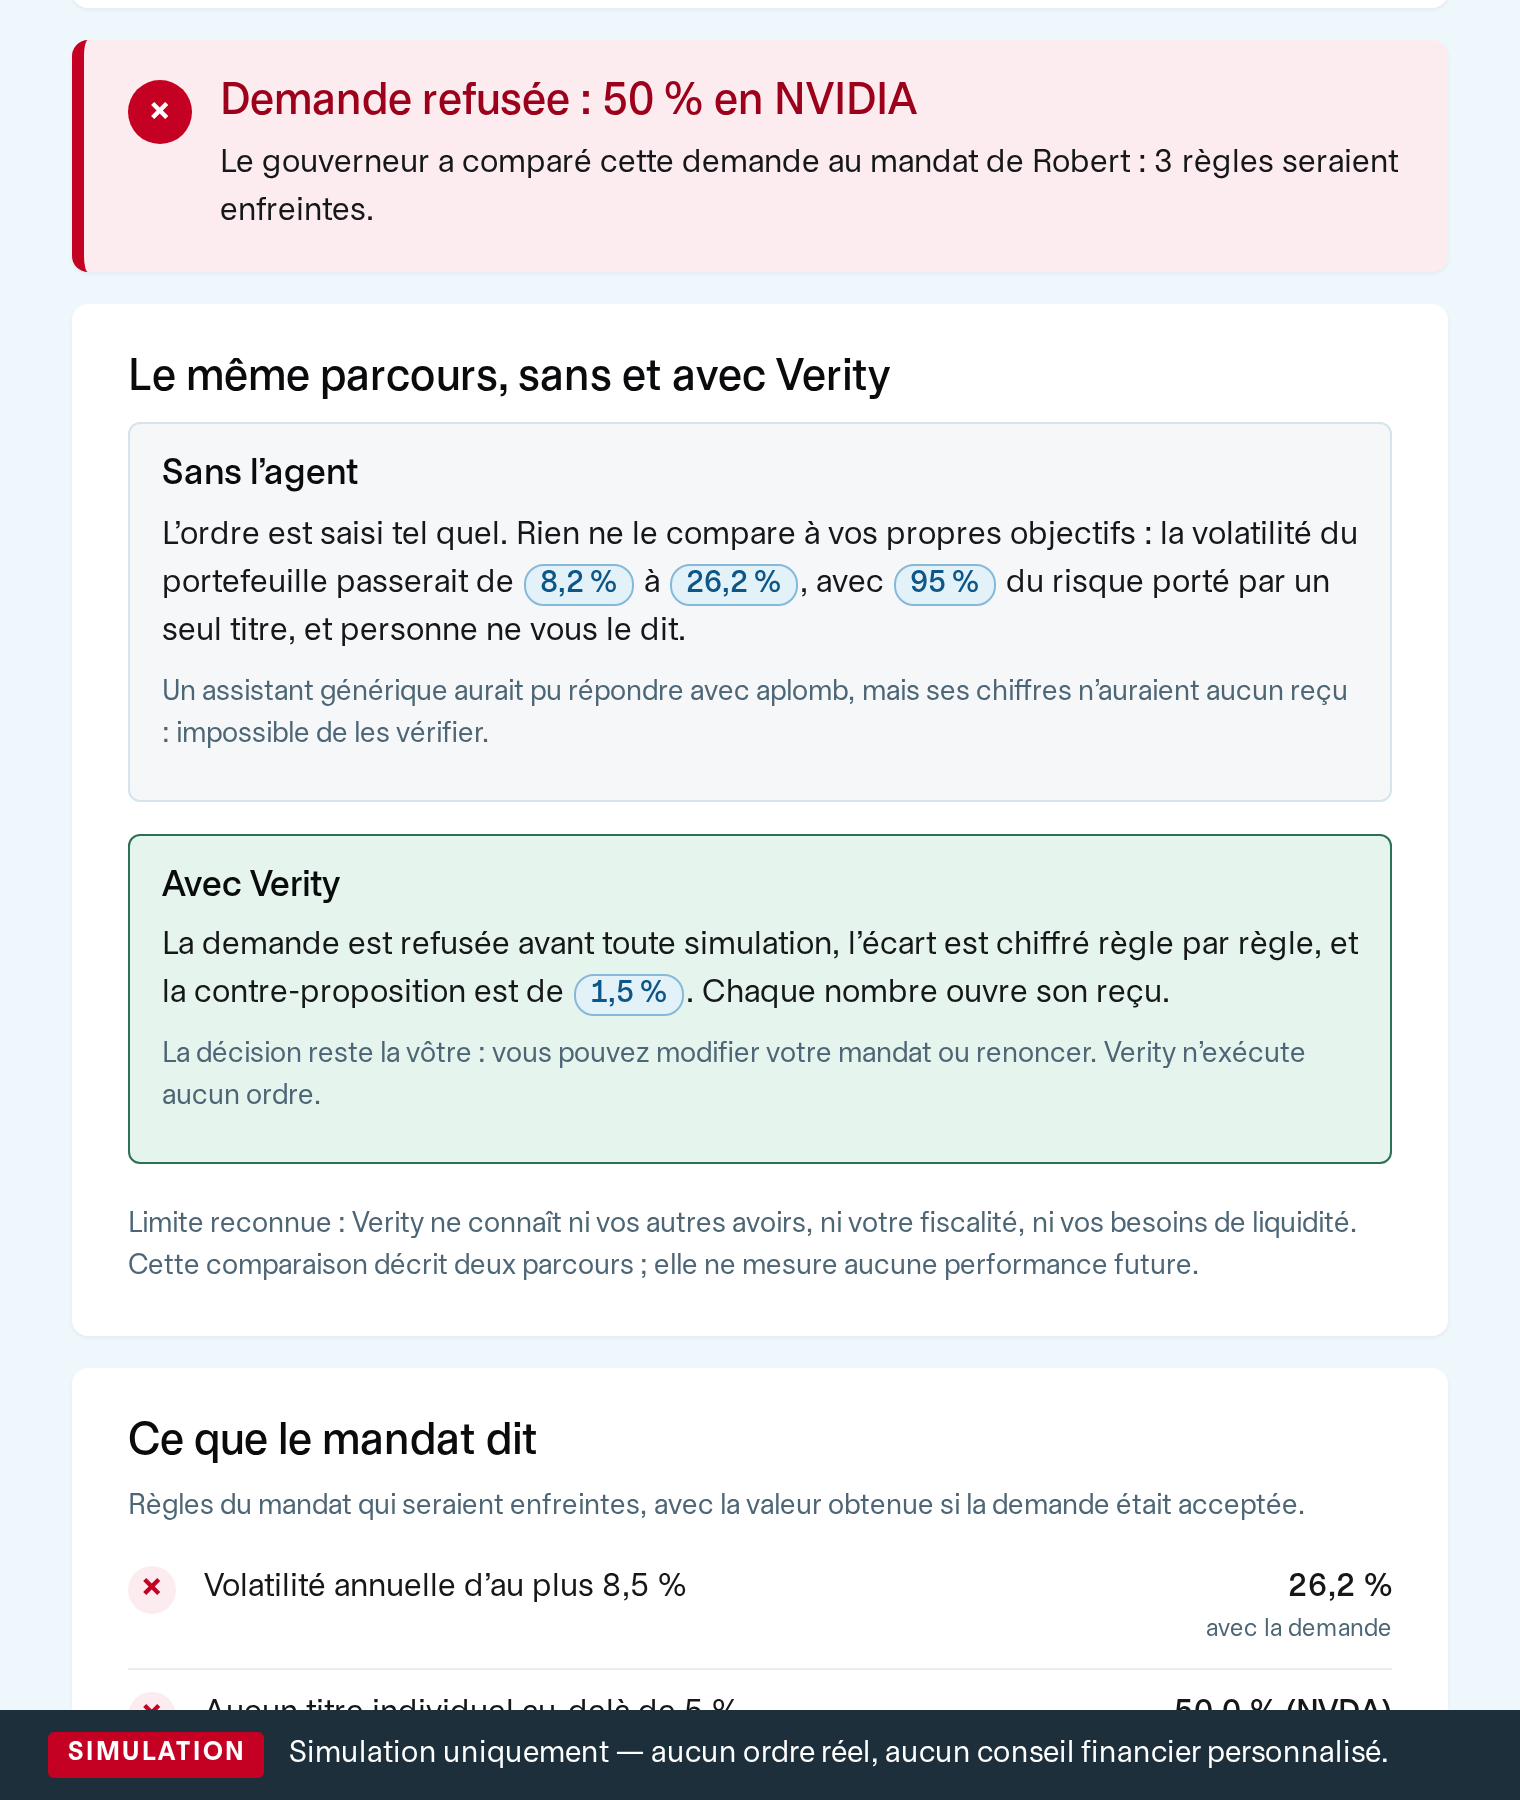 Demande refusée : 50 % en NVIDIA
Le gouverneur a comparé cette demande au mandat de Robert : 3 règles seraient
enfreintes.
Le même parcours, sans et avec Verity
Sans l’agent
L’ordre est saisi tel quel. Rien ne le compare à vos propres objectifs : la volatilité du
portefeuille passerait de 8,2 % à 26,2 %, avec 95 % du risque porté par un
seul titre, et personne ne vous le dit.
Un assistant générique aurait pu répondre avec aplomb, mais ses chiffres n’auraient aucun reçu
: impossible de les vérifier.
Avec Verity
La demande est refusée avant toute simulation, l’écart est chiffré règle par règle, et
la contre-proposition est de 1,5 %. Chaque nombre ouvre son reçu.
La décision reste la vôtre : vous pouvez modifier votre mandat ou renoncer. Verity n’exécute
aucun ordre.
Limite reconnue : Verity ne connaît ni vos autres avoirs, ni votre fiscalité, ni vos besoins de liquidité.
Cette comparaison décrit deux parcours ; elle ne mesure aucune performance future.
Ce que le mandat dit
Règles du mandat qui seraient enfreintes, avec la valeur obtenue si la demande était acceptée.
Volatilité annuelle d’au plus 8,5 % 26,2 %
avec la demande
Aucun titre individuel au-delà de 5 % 50,0 % (NVDA)
SIMULATION Simulation uniquement — aucun ordre réel, aucun conseil financier personnalisé.